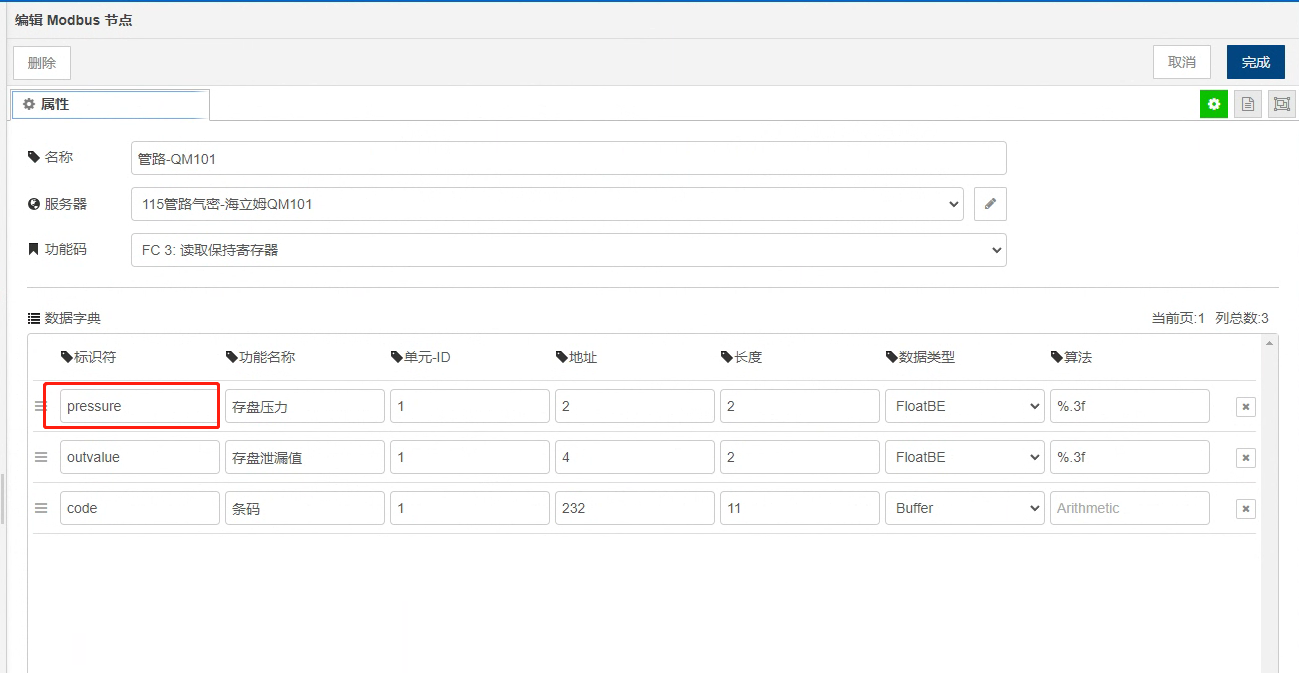 编辑 Modbus 节点
删除 取消 完成
属性
名称 管路-QM101
服务器 115管路气密-海立姆QM101
功能码 FC 3: 读取保持寄存器
数据字典 当前页:1 列总数:3
标识符 功能名称 单元-ID 地址 长度 数据类型 算法
pressure 存盘压力 1 2 2 FloatBE %.3f
outvalue 存盘泄漏值 1 4 2 FloatBE %.3f
code 条码 1 232 11 Buffer Arithmetic